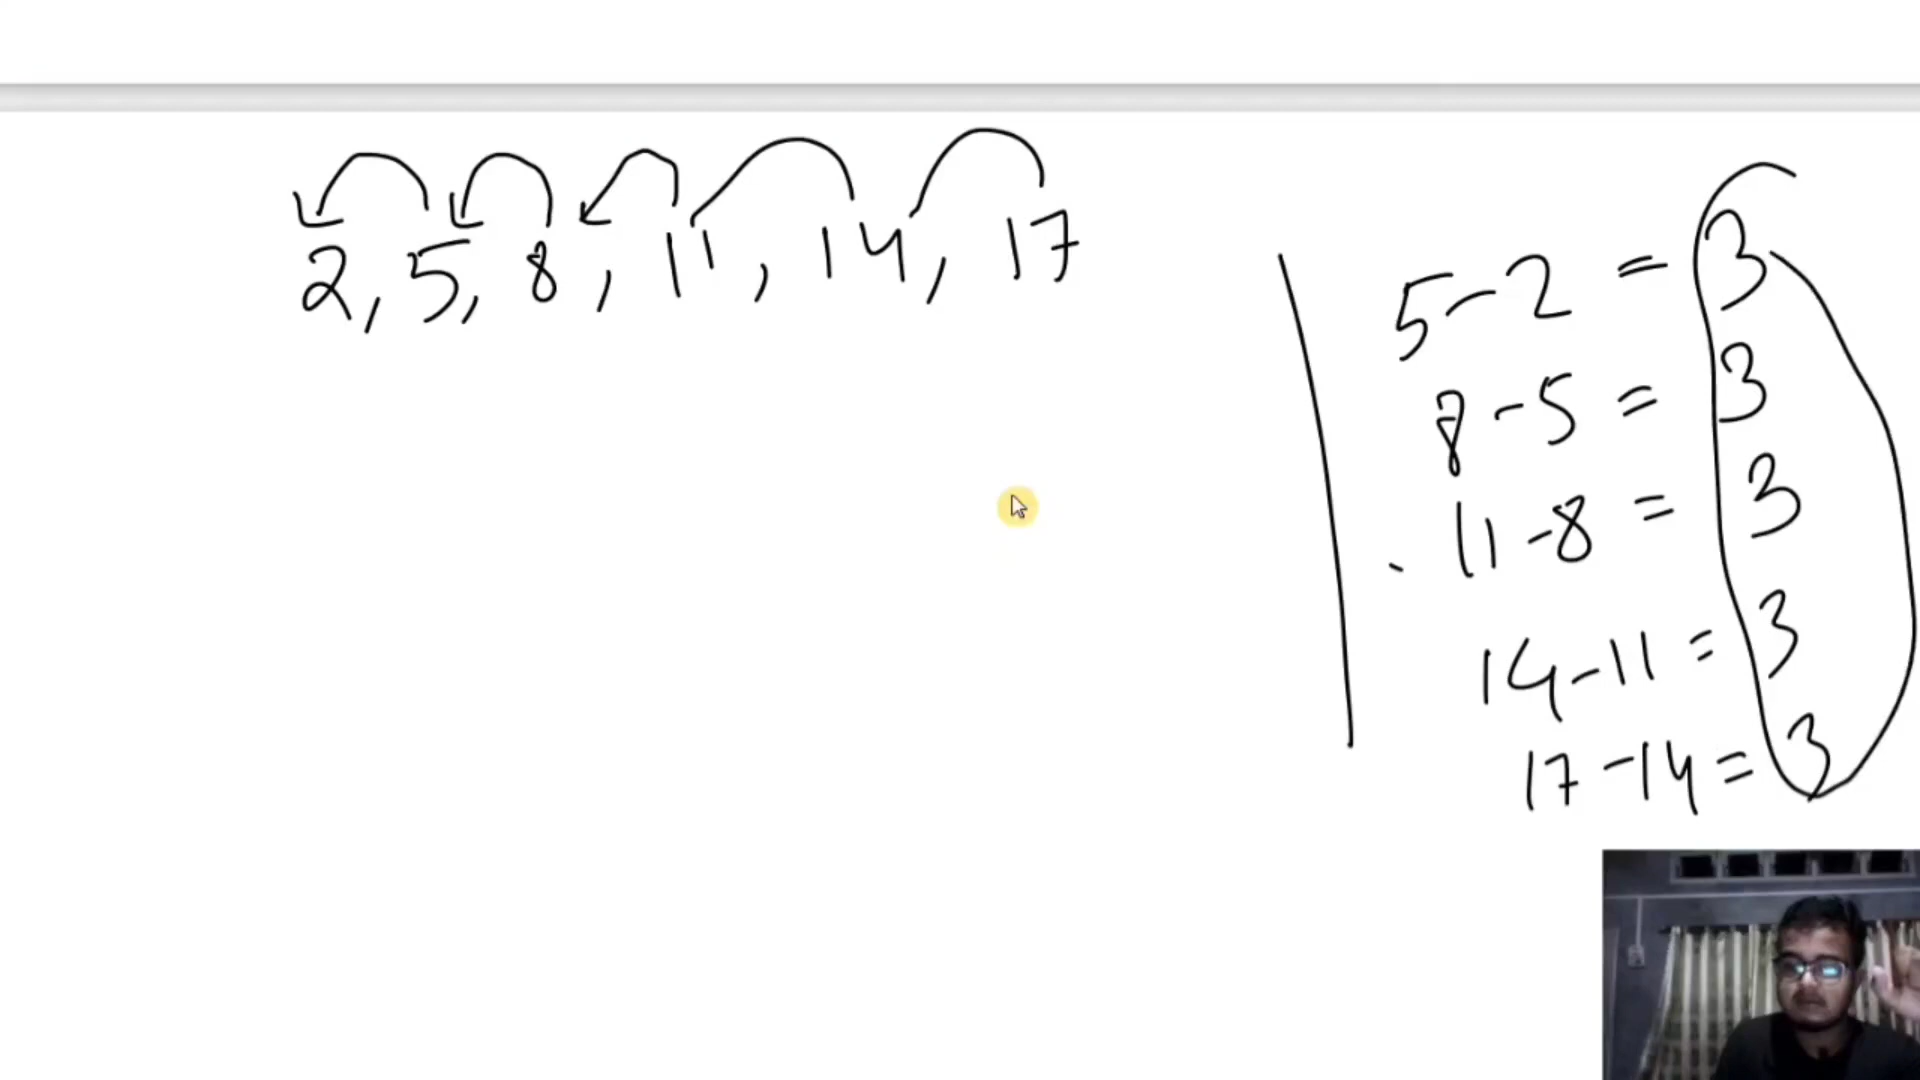 2, 5, 8, 11, 14, 17
5-2 = 3
8-5 = 3
11-8 = 3
14-11 = 3
17-14 = 3